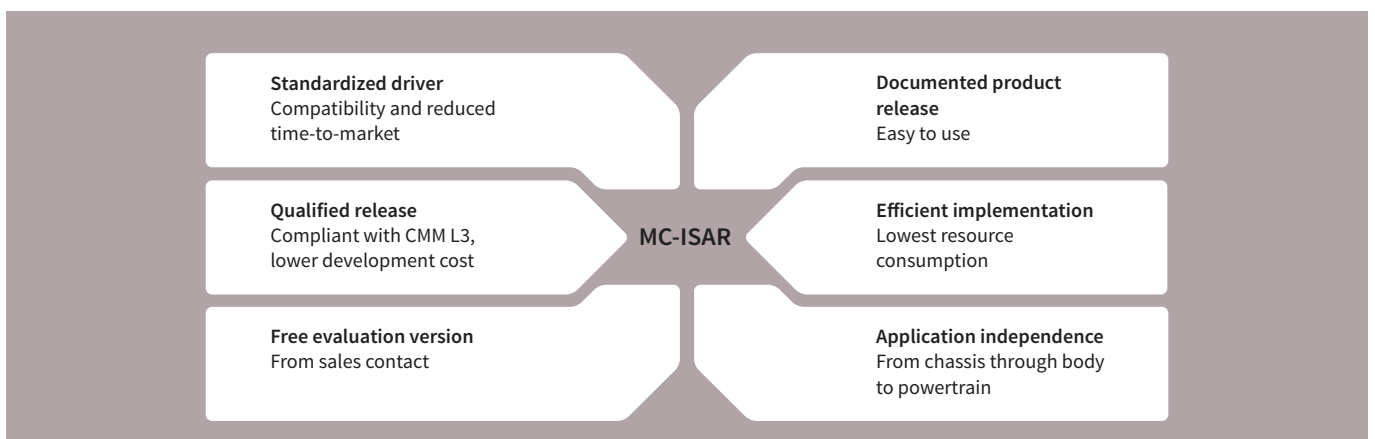 Standardized driver
Compatibility and reduced
time-to-market
Documented product
release
Easy to use
Qualified release
Compliant with CMM L3,
lower development cost
MC-ISAR
Efficient implementation
Lowest resource
consumption
Free evaluation version
From sales contact
Application independence
From chassis through body
to powertrain